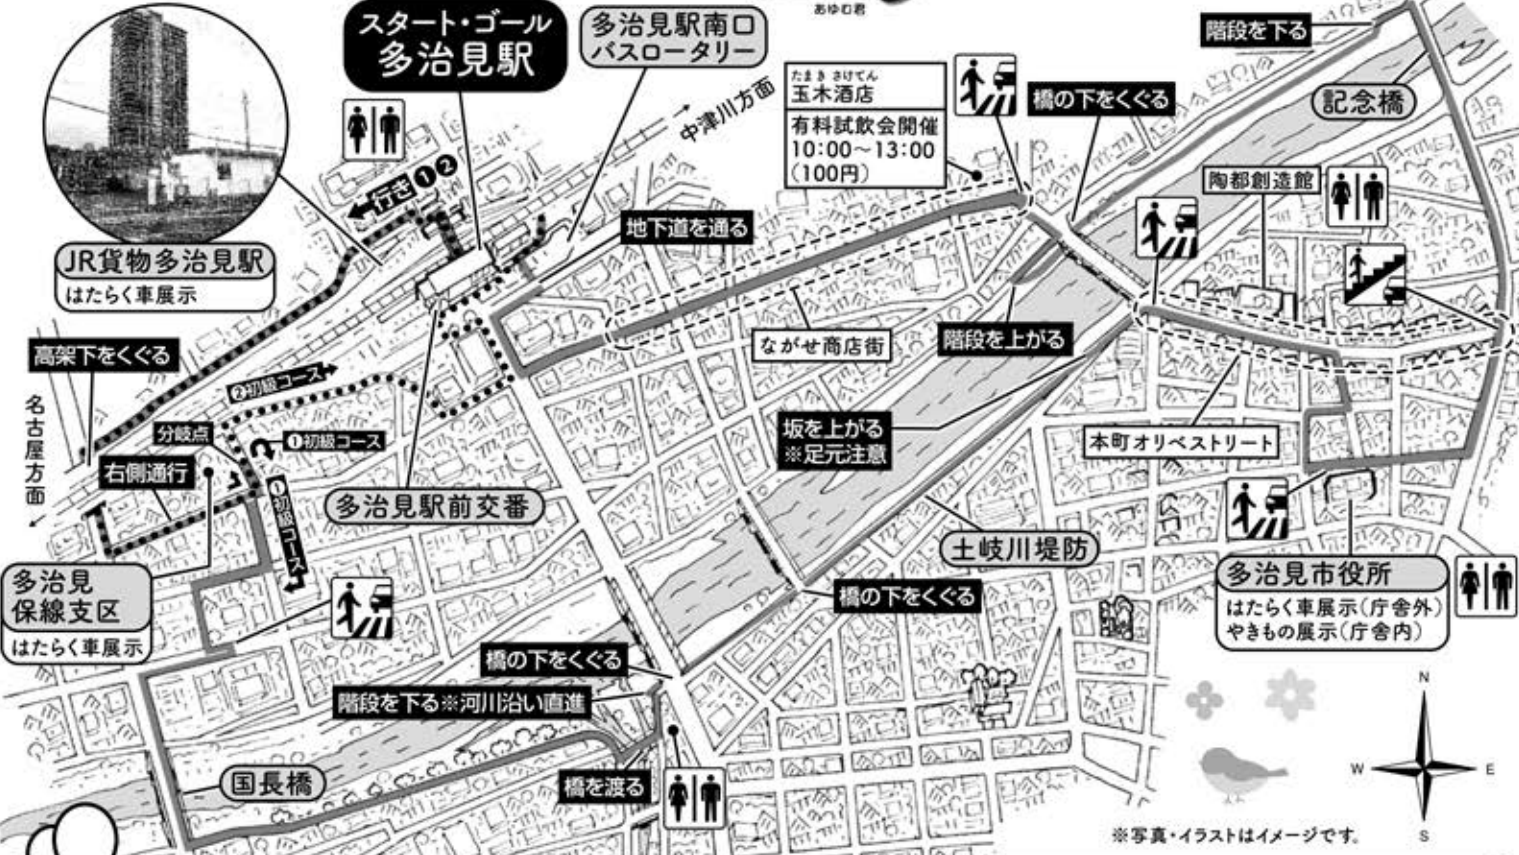 あゆむ君
スタート・ゴール
多治見駅
多治見駅南口
バスロータリー
階段を下る
記念橋
たまき さけてん
玉木酒店
有料試飲会開催
10:00～13:00
(100円)
橋の下をくぐる
中津川方面
行き❶❷
陶都創造館
地下道を通る
JR貨物多治見駅
はたらく車展示
ながせ商店街
階段を上がる
高架下をくぐる
❷初級コース
名古屋方面
分岐点
❶初級コース
右側通行
坂を上がる
※足元注意
本町オリベストリート
多治見駅前交番
初級コース
土岐川堤防
多治見
保線支区
はたらく車展示
多治見市役所
はたらく車展示(庁舎外)
やきもの展示(庁舎内)
橋の下をくぐる
橋の下をくぐる
階段を下る※河川沿い直進
国長橋
橋を渡る
N
W
E
S
※写真・イラストはイメージです。